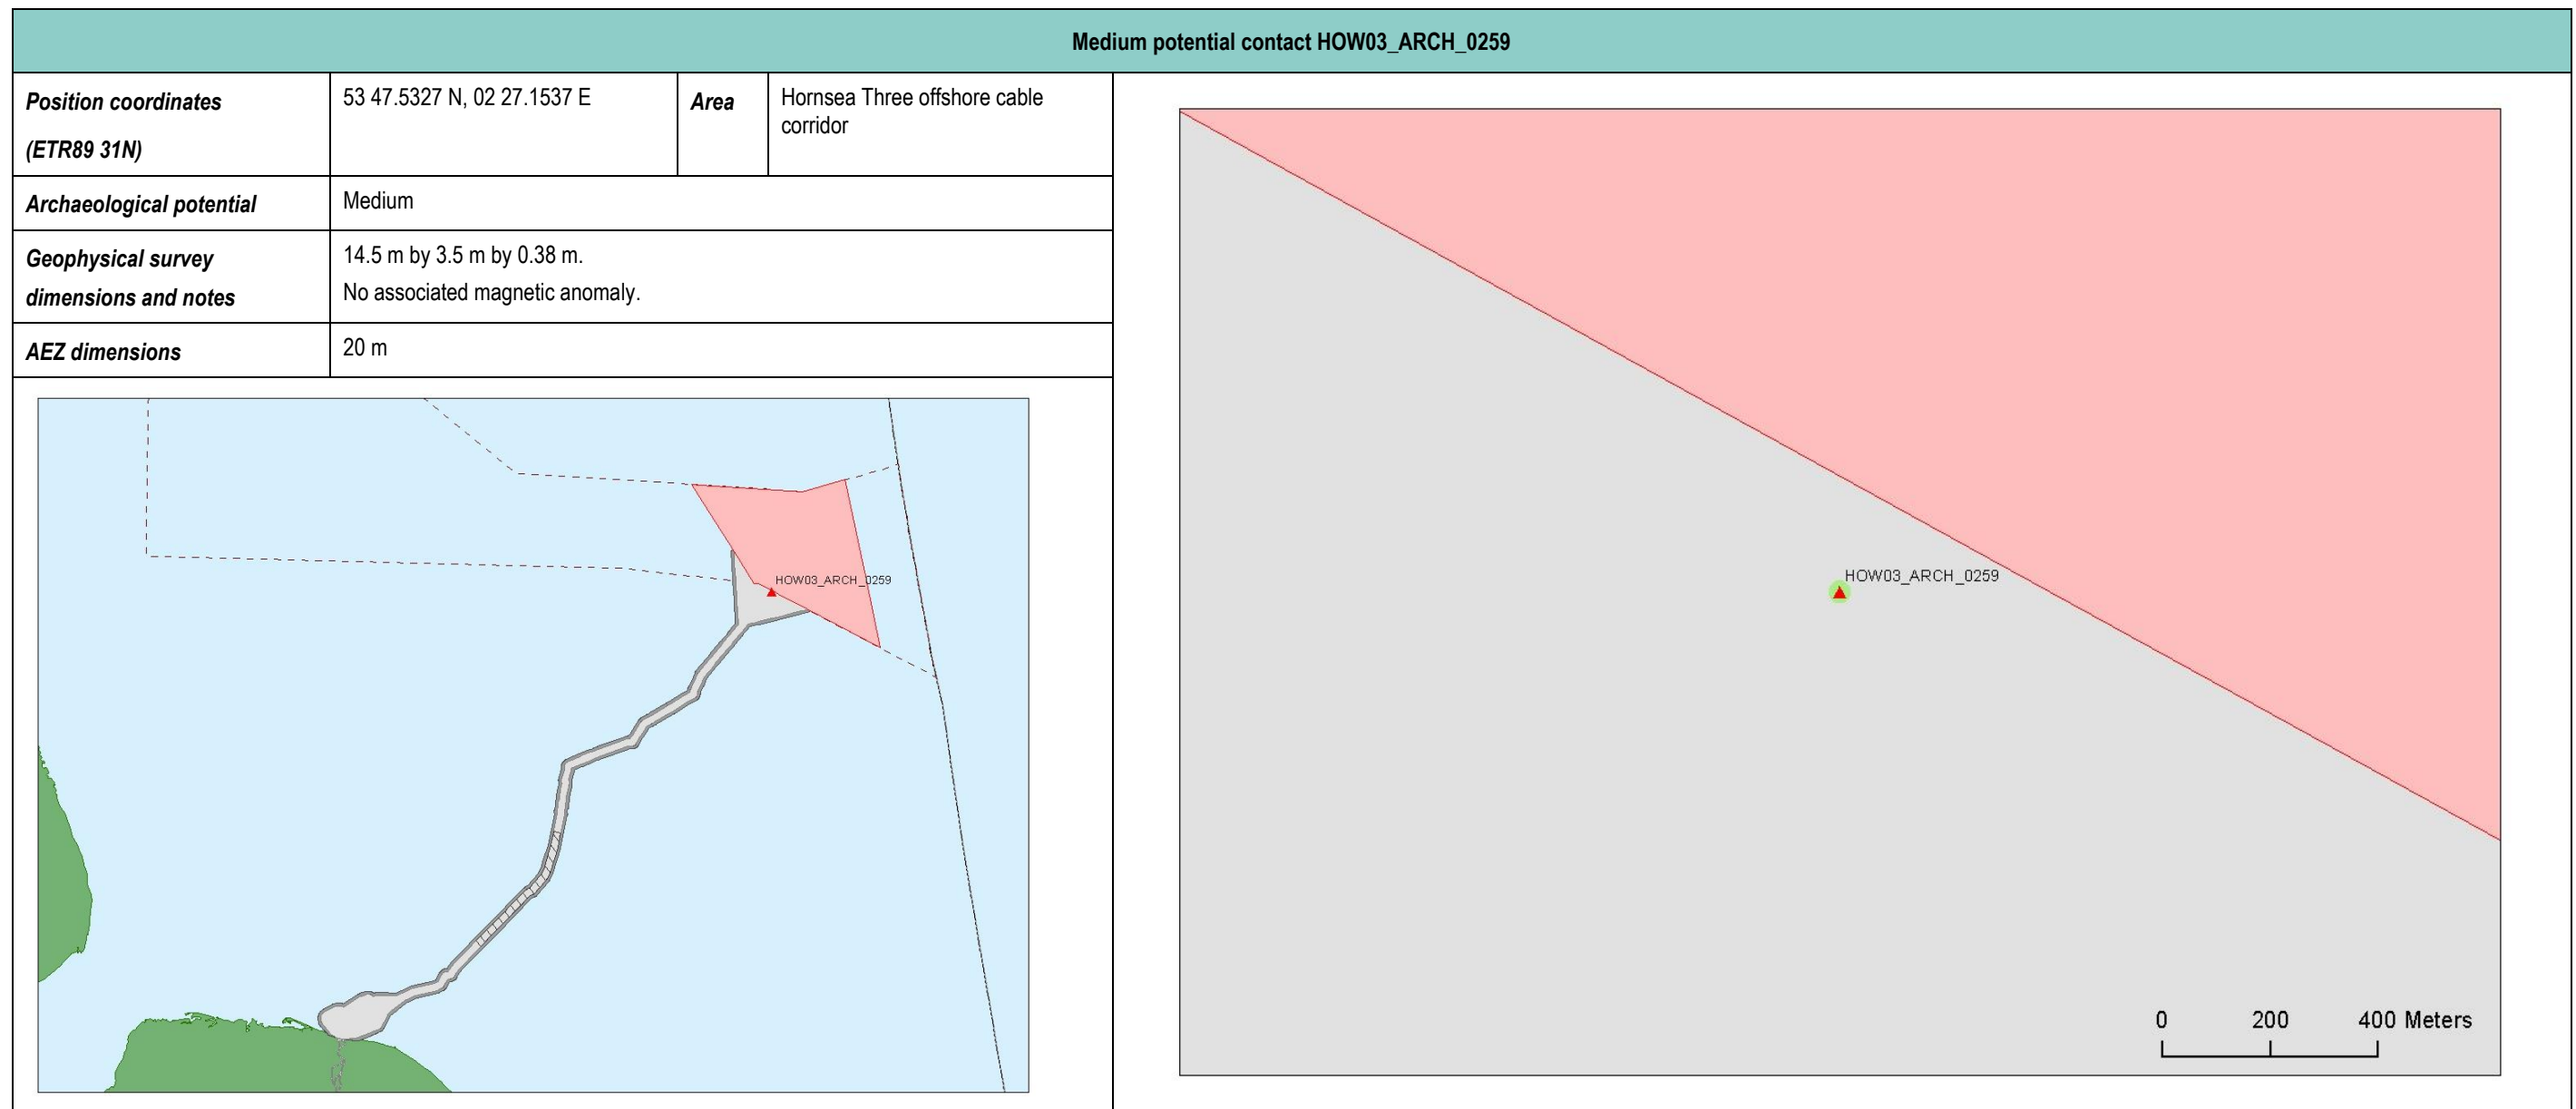 Medium potential contact HOW03_ARCH_0259
Position coordinates
(ETR89 31N)
53 47.5327 N, 02 27.1537 E
Area
Hornsea Three offshore cable
corridor
Archaeological potential
Medium
Geophysical survey
dimensions and notes
14.5 m by 3.5 m by 0.38 m.
No associated magnetic anomaly.
AEZ dimensions
20 m
HOW03_ARCH_0259
HOW03_ARCH_0259
0 200 400 Meters